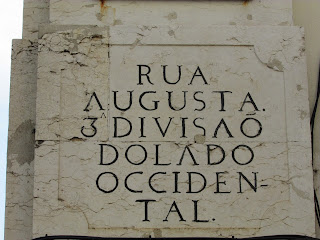 RUA
AUGUSTA.
3ª DIVISAÕ
DOLADO
OCCIDEN-
TAL.